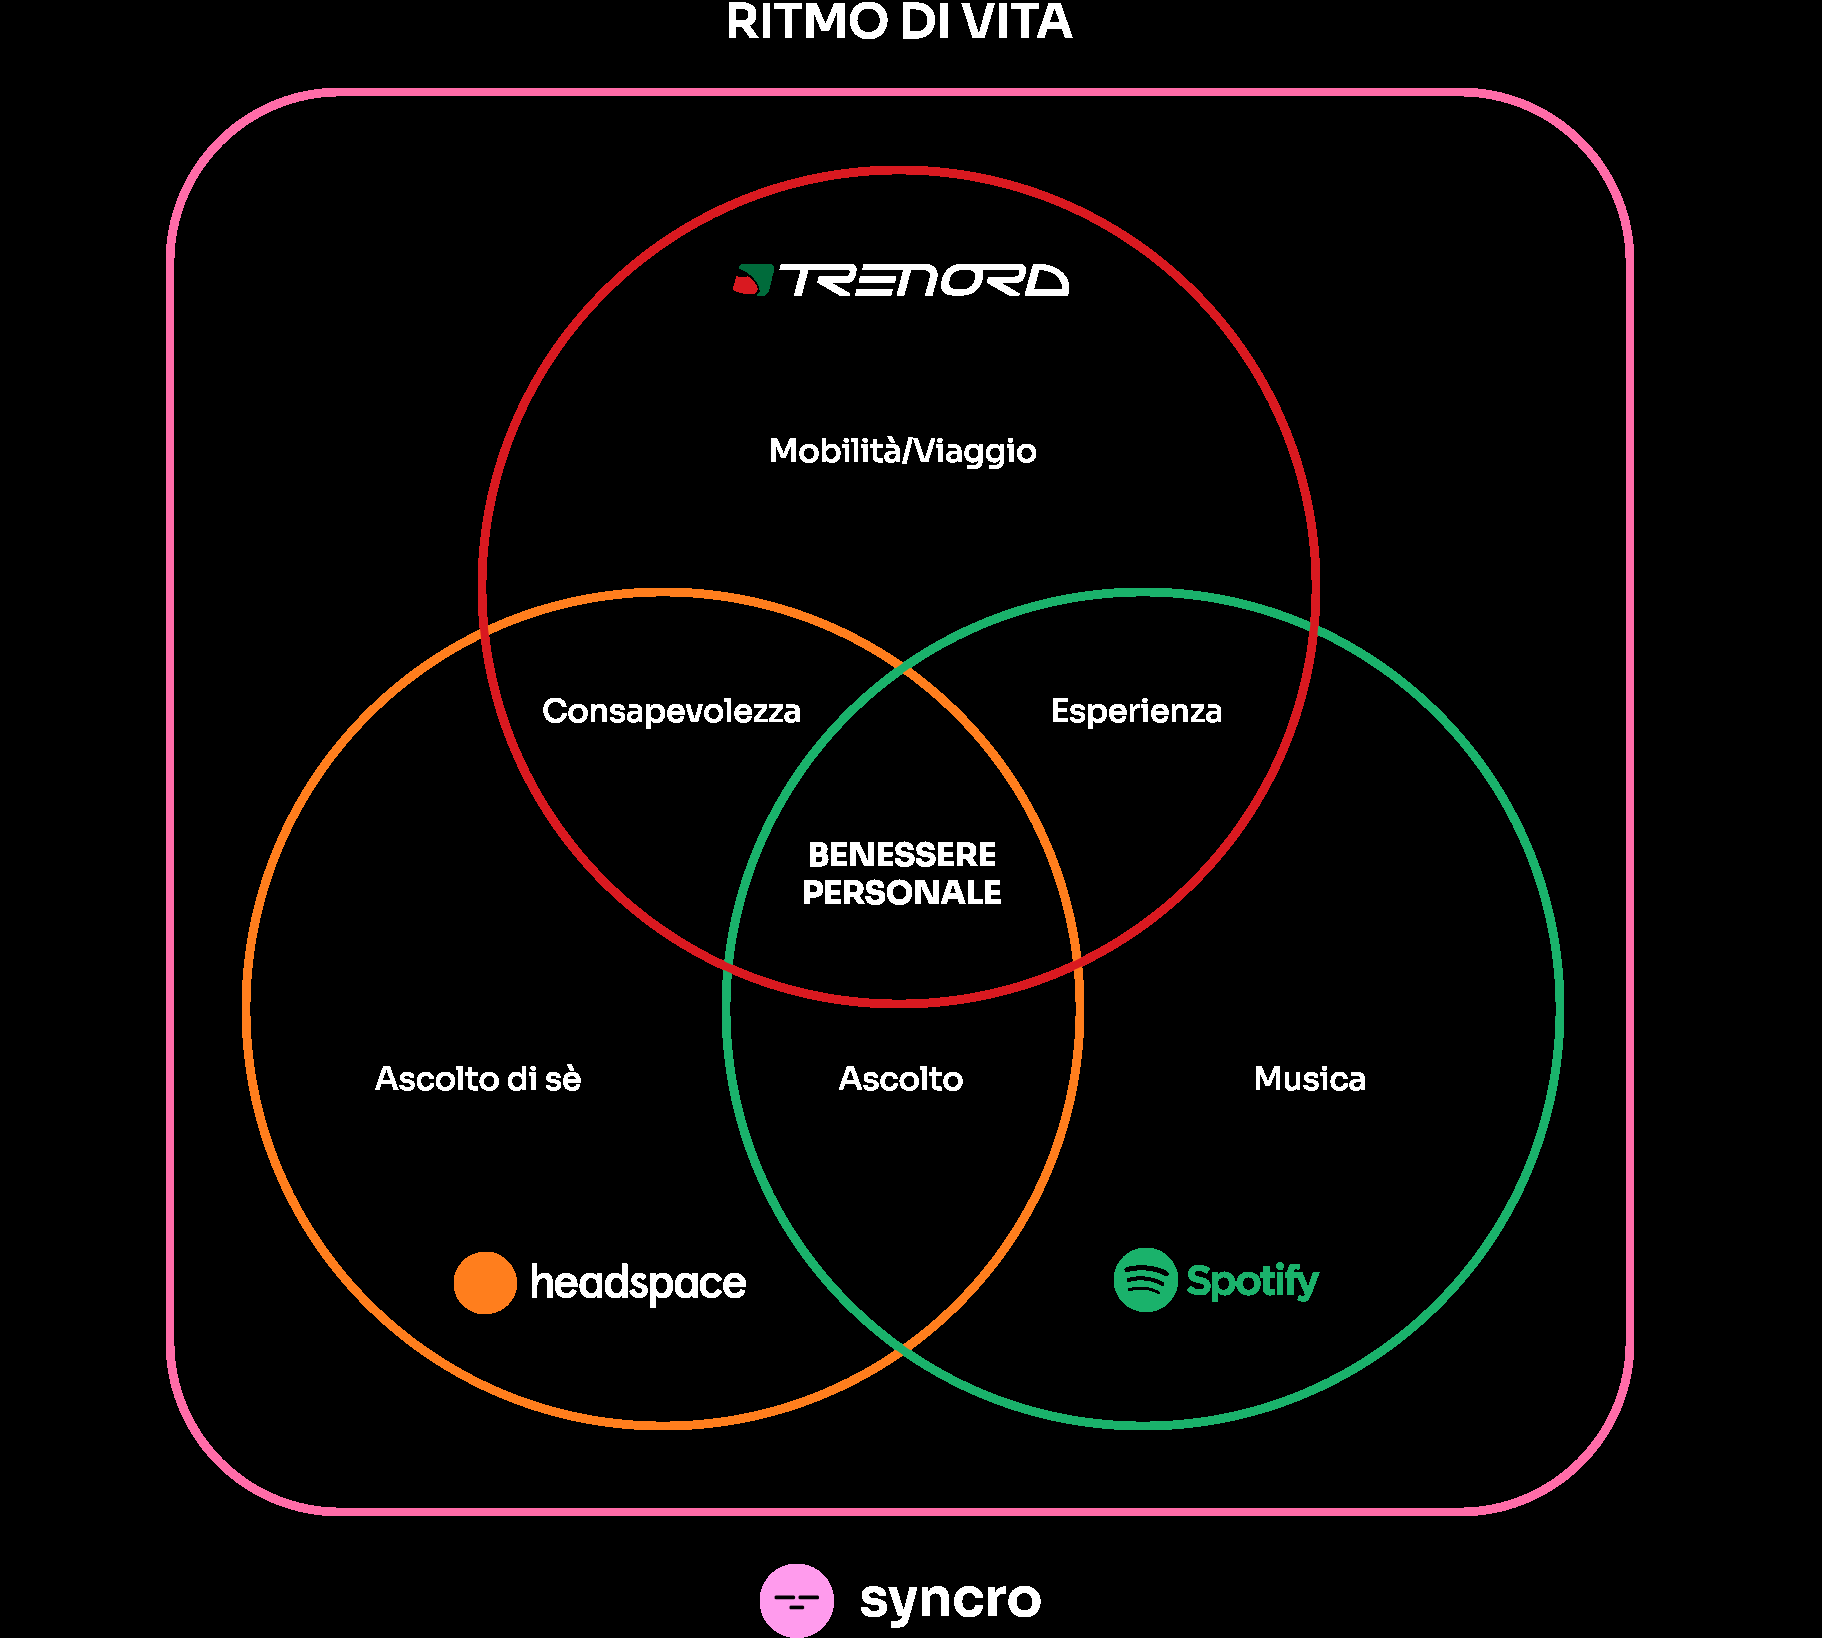 RITMO DI VITA
TRENORD
Mobilità/Viaggio
Consapevolezza
Esperienza
BENESSERE
PERSONALE
Ascolto di sè
Ascolto
Musica
headspace
Spotify
syncro